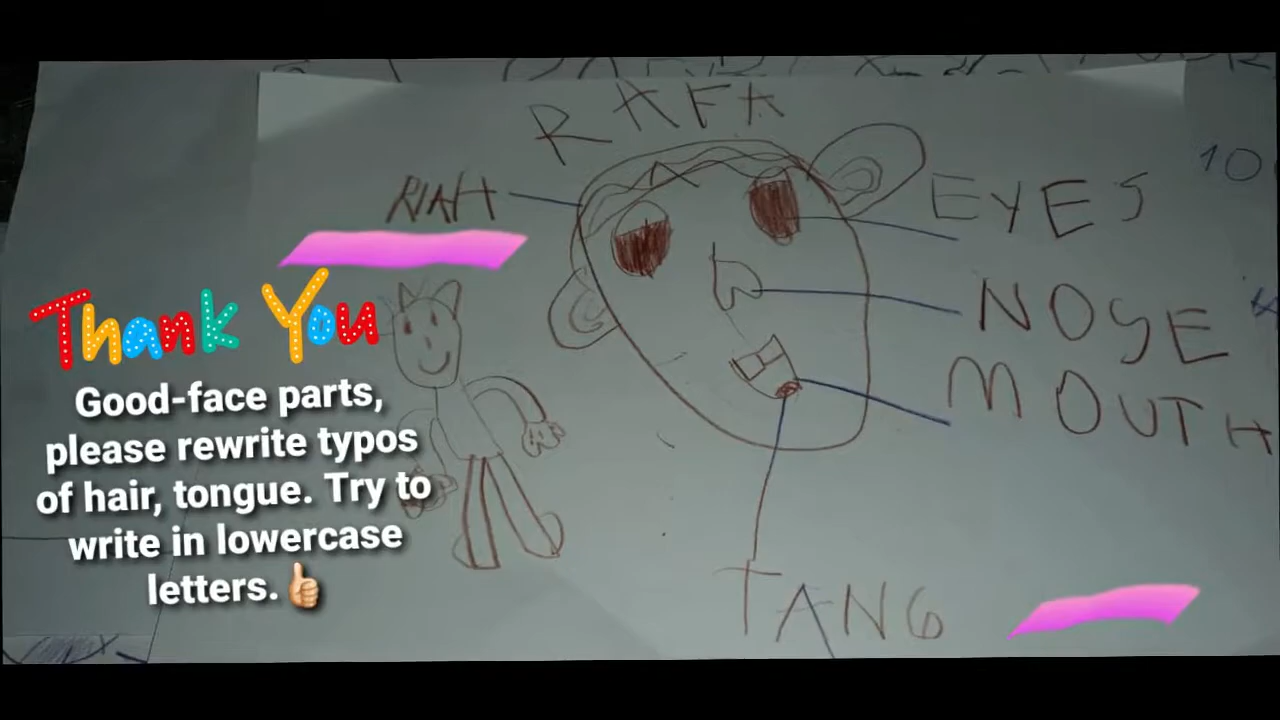 RAFA
RIAH
EYES
NOSE
MOUTH
TANG
10
Thank You
Good-face parts,
please rewrite typos
of hair, tongue. Try to
write in lowercase
letters. 👍🏼